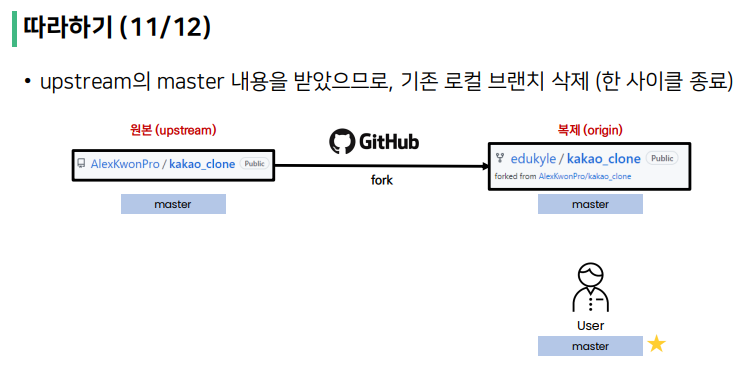 따라하기 (11/12)
• upstream의 master 내용을 받았으므로, 기존 로컬 브랜치 삭제 (한 사이클 종료)
원본 (upstream)
GitHub
복제 (origin)
AlexKwonPro / kakao_clone Public
fork
edukyle / kakao_clone Public
forked from AlexKwonPro/kakao_clone
master
master
User
master